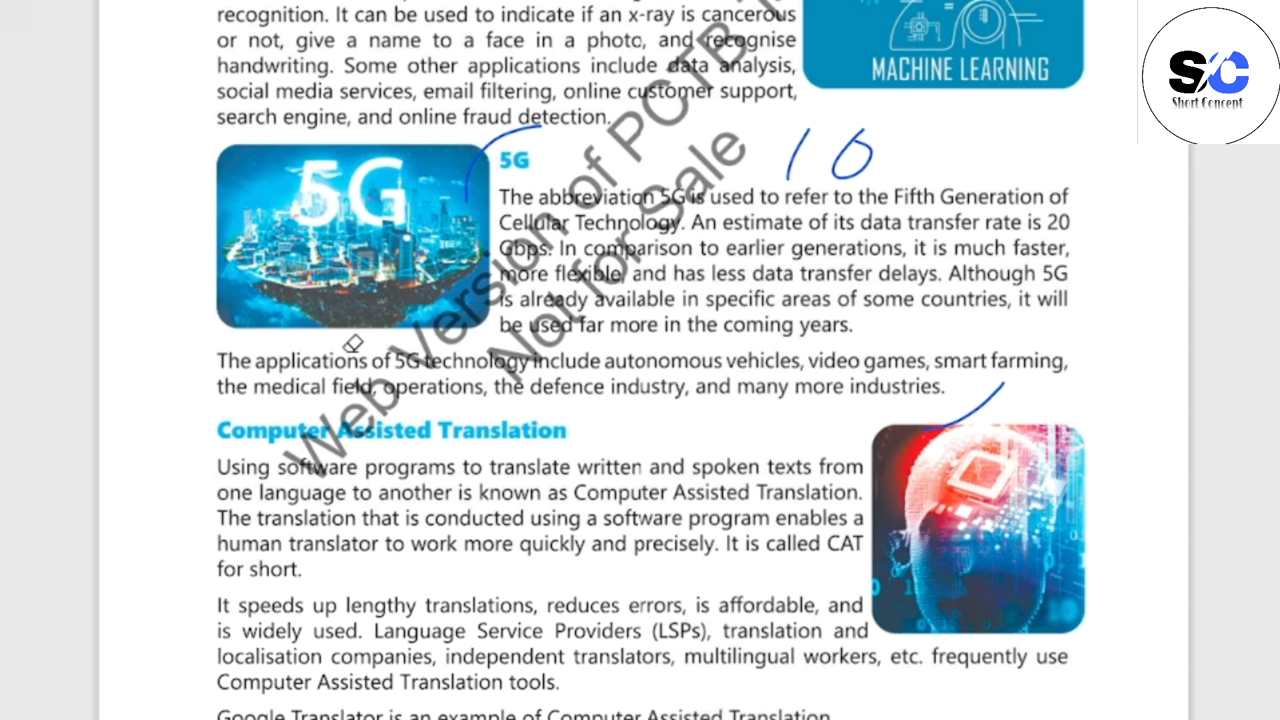 recognition. It can be used to indicate if an x-ray is cancerous
or not, give a name to a face in a photo, and recognise
handwriting. Some other applications include data analysis,
social media services, email filtering, online customer support,
search engine, and online fraud detection.
MACHINE LEARNING
S/C
Short Concept
5G
5G
10
The abbreviation 5G is used to refer to the Fifth Generation of
Cellular Technology. An estimate of its data transfer rate is 20
Gbps. In comparison to earlier generations, it is much faster,
more flexible, and has less data transfer delays. Although 5G
is already available in specific areas of some countries, it will
be used far more in the coming years.
The applications of 5G technology include autonomous vehicles, video games, smart farming,
the medical field, operations, the defence industry, and many more industries.
Computer Assisted Translation
Using software programs to translate written and spoken texts from
one language to another is known as Computer Assisted Translation.
The translation that is conducted using a software program enables a
human translator to work more quickly and precisely. It is called CAT
for short.
It speeds up lengthy translations, reduces errors, is affordable, and
is widely used. Language Service Providers (LSPs), translation and
localisation companies, independent translators, multilingual workers, etc. frequently use
Computer Assisted Translation tools.
Google Translator is an example of Computer Assisted Translation.
Web Version of PCTB
Not for Sale